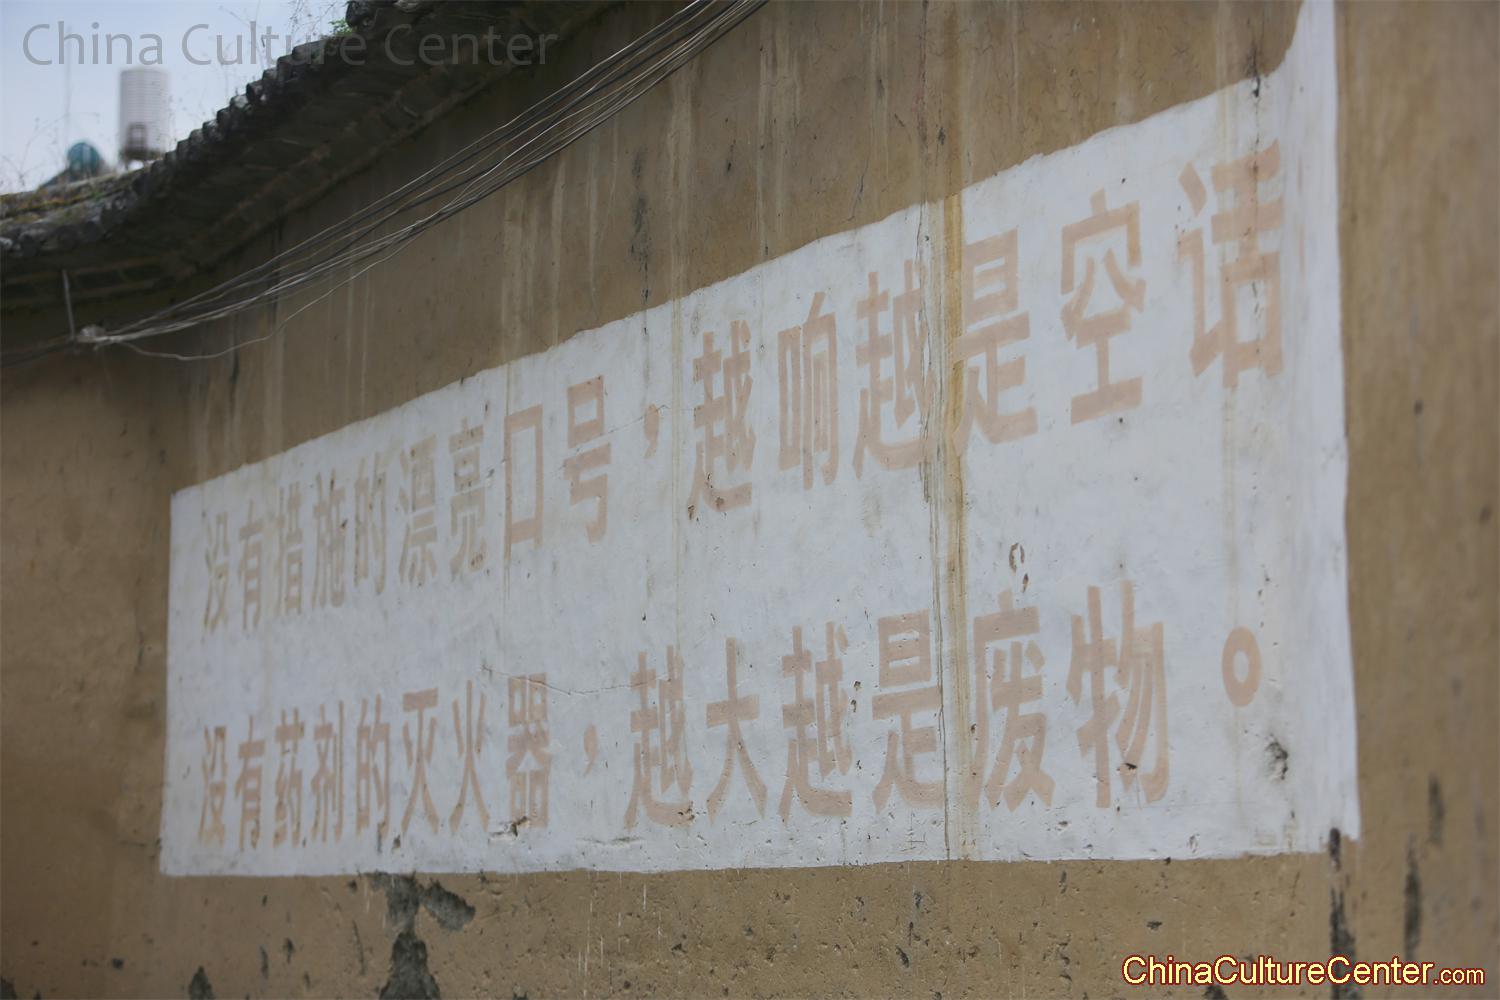 China Culture Center
没有措施的漂亮口号，越响越是空话
没有药剂的灭火器，越大越是废物。
ChinaCultureCenter.com